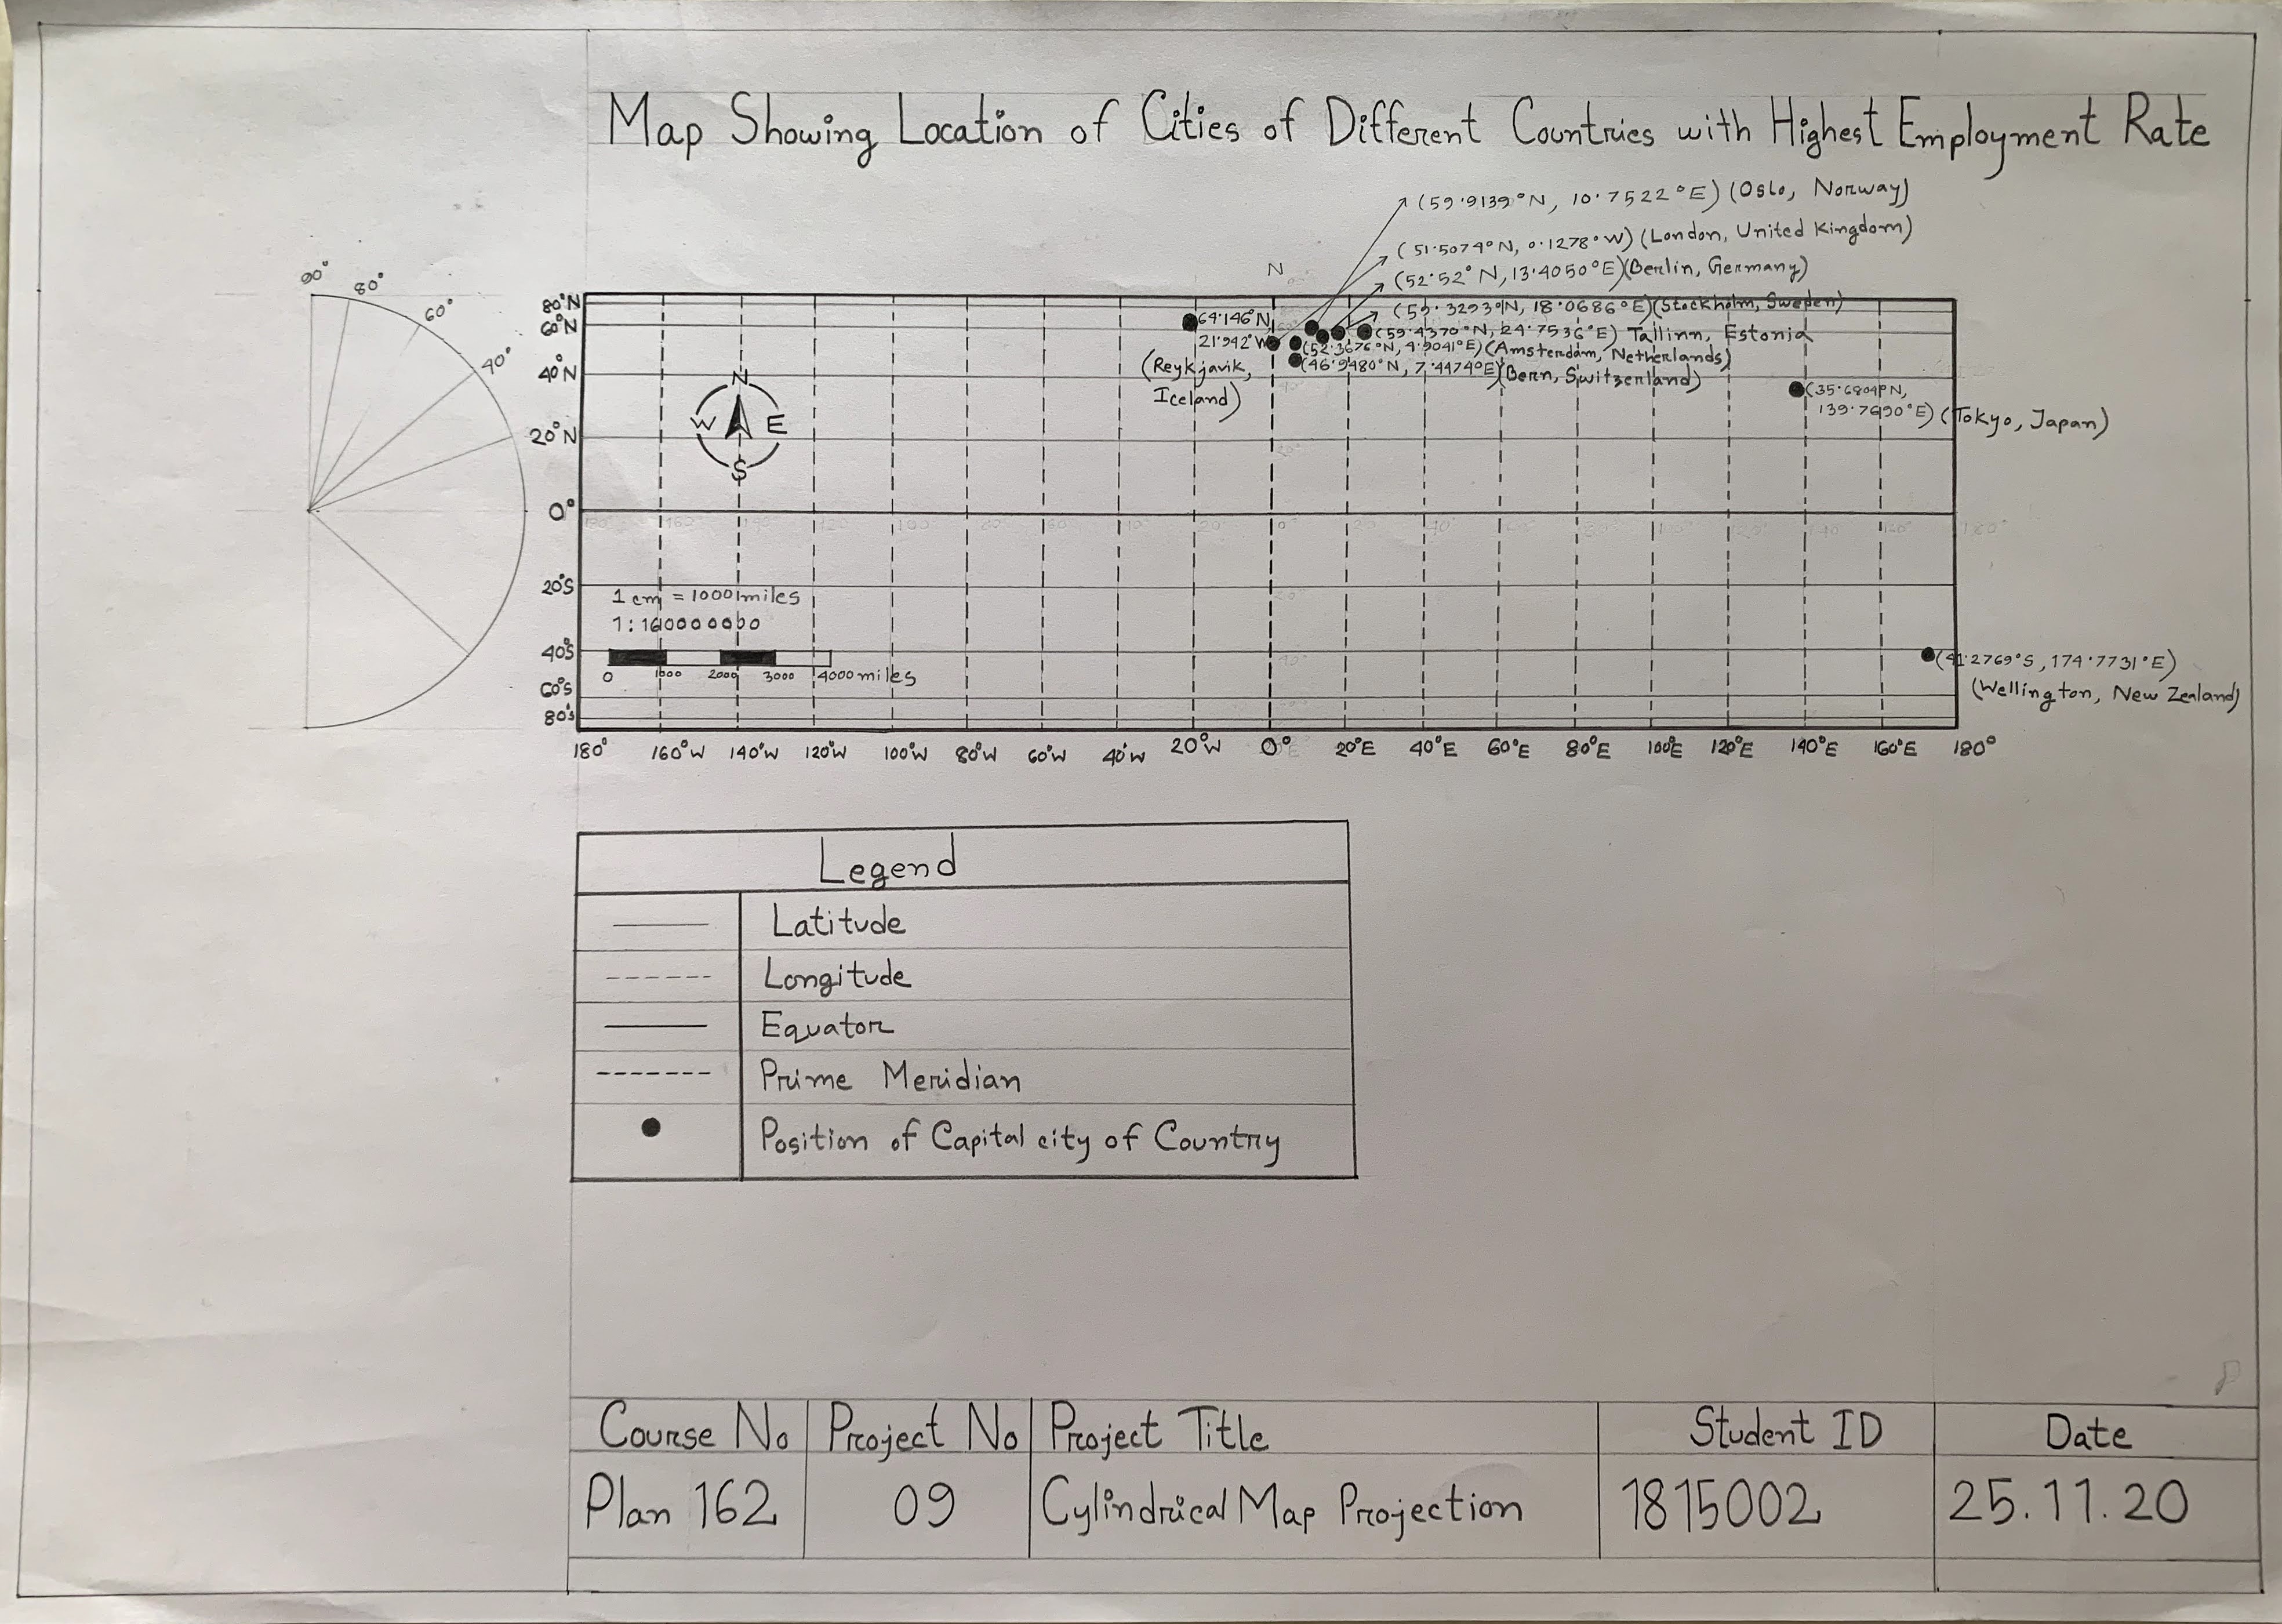 Map Showing Location of Cities of Different Countries with Highest Employment Rate
(59.9139°N, 10.7522°E) (Oslo, Norway)
(51.5074°N, 0.1278°W) (London, United Kingdom)
(52.52°N, 13.4050°E) (Berlin, Germany)
(59.3293°N, 18.0686°E) (Stockholm, Sweden)
(59.4370°N, 24.7536°E) Tallinn, Estonia
(52.3676°N, 4.9041°E) (Amsterdam, Netherlands)
(46.9480°N, 7.4474°E) (Bern, Switzerland)
64.146°N
21.942°W
(Reykjavik,
Iceland)
(35.6804°N,
139.7690°E) (Tokyo, Japan)
(41.2769°S, 174.7731°E)
(Wellington, New Zealand)
N
90°
80°
60°
40°
80°N
60°N
40°N
20°N
0°
20°S
40°S
60°S
80°S
N
W E
S
1 cm = 1000 miles
1:160000000
0 1000 2000 3000 4000 miles
180° 160°W 140°W 120°W 100°W 80°W 60°W 40°W 20°W 0° 20°E 40°E 60°E 80°E 100°E 120°E 140°E 160°E 180°
Legend
Latitude
Longitude
Equator
Prime Meridian
Position of Capital city of Country
Course No Project No Project Title Student ID Date
Plan 162 09 Cylindrical Map Projection 1815002 25.11.20